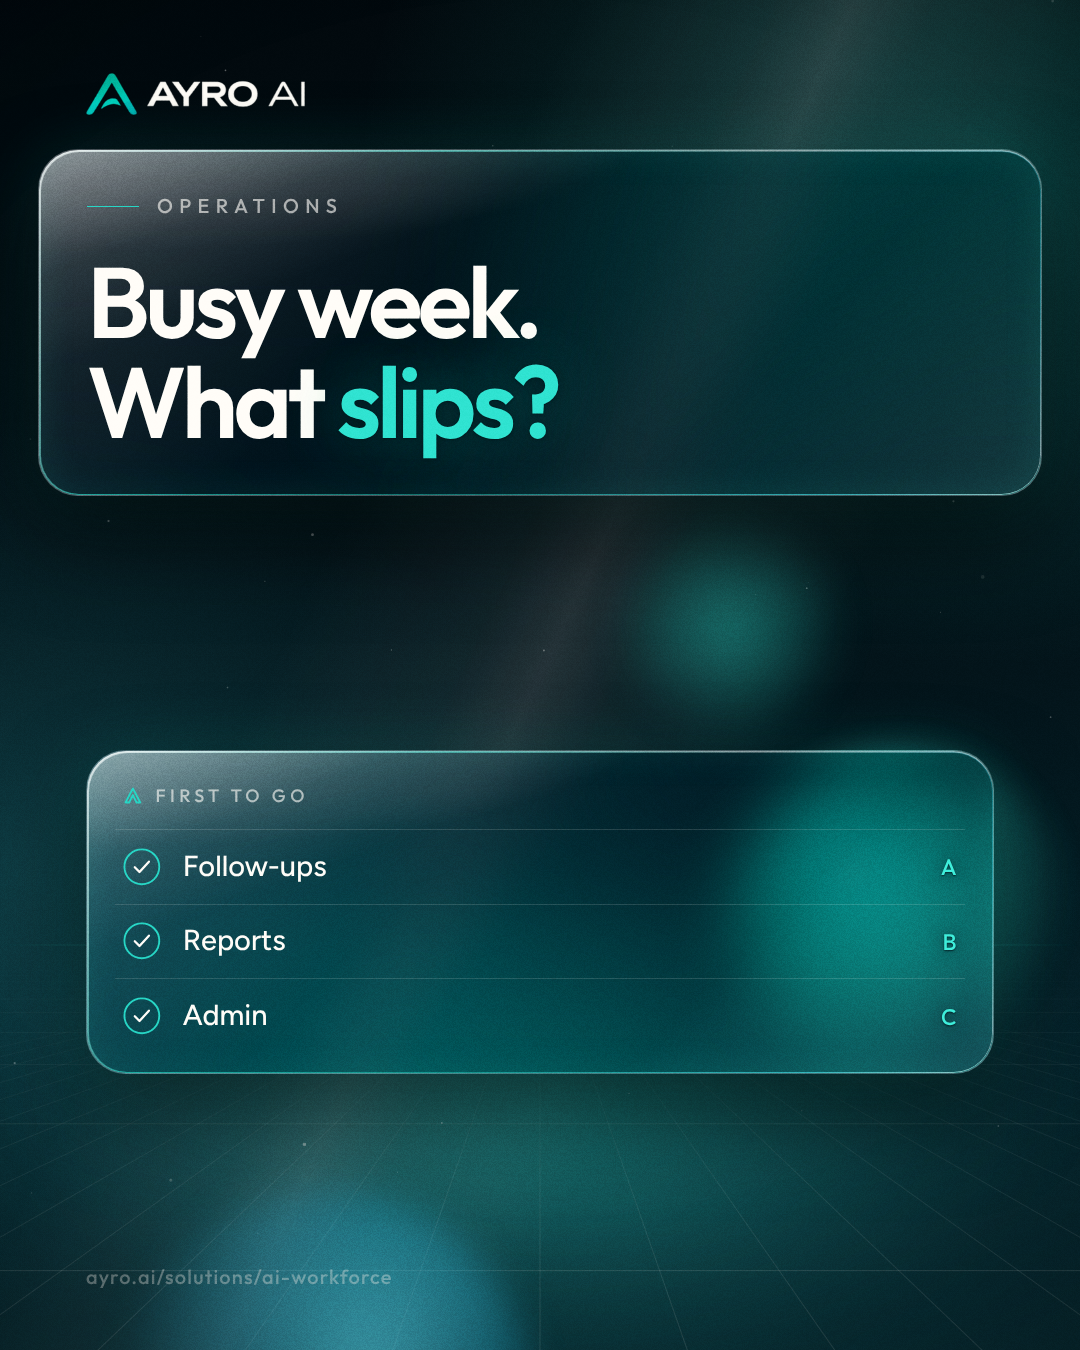 AYRO AI
OPERATIONS
Busy week.
What slips?
FIRST TO GO
Follow-ups A
Reports B
Admin C
ayro.ai/solutions/ai-workforce